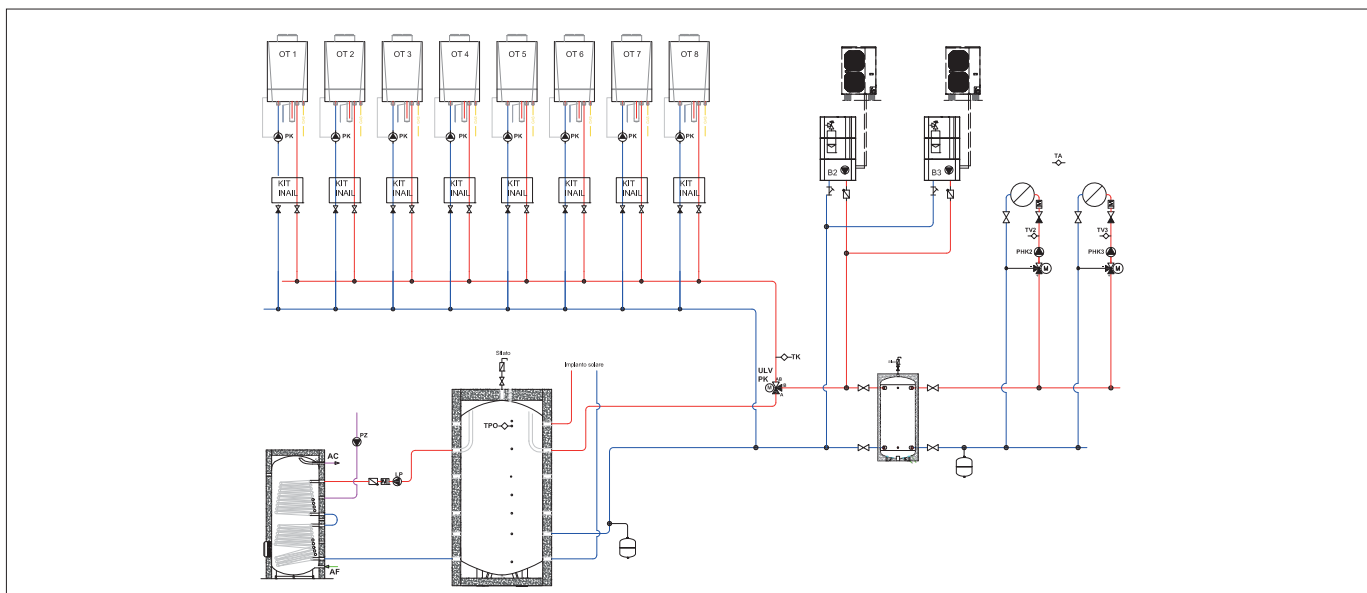 OT 1
OT 2
OT 3
OT 4
OT 5
OT 6
OT 7
OT 8
PK
PK
PK
PK
PK
PK
PK
PK
KIT
INAIL
KIT
INAIL
KIT
INAIL
KIT
INAIL
KIT
INAIL
KIT
INAIL
KIT
INAIL
KIT
INAIL
B2
B3
TA
TV2
TV3
PHK2
PHK3
M
M
Sfiato
Implanto solare
TK
ULV
PK
M
AB
B
A
TPO
PZ
AC
LP
AF